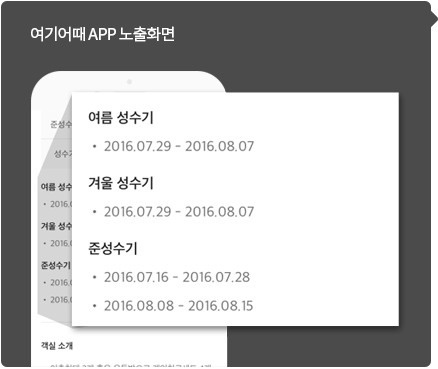 여기어때 APP 노출화면
여름 성수기
• 2016.07.29 - 2016.08.07
겨울 성수기
• 2016.07.29 - 2016.08.07
준성수기
• 2016.07.16 - 2016.07.28
• 2016.08.08 - 2016.08.15
준성수
성수기
여름 성수
• 2016.0
겨울 성수
• 2016.0
준성수기
• 2016.0
• 2016.0
객실 소개